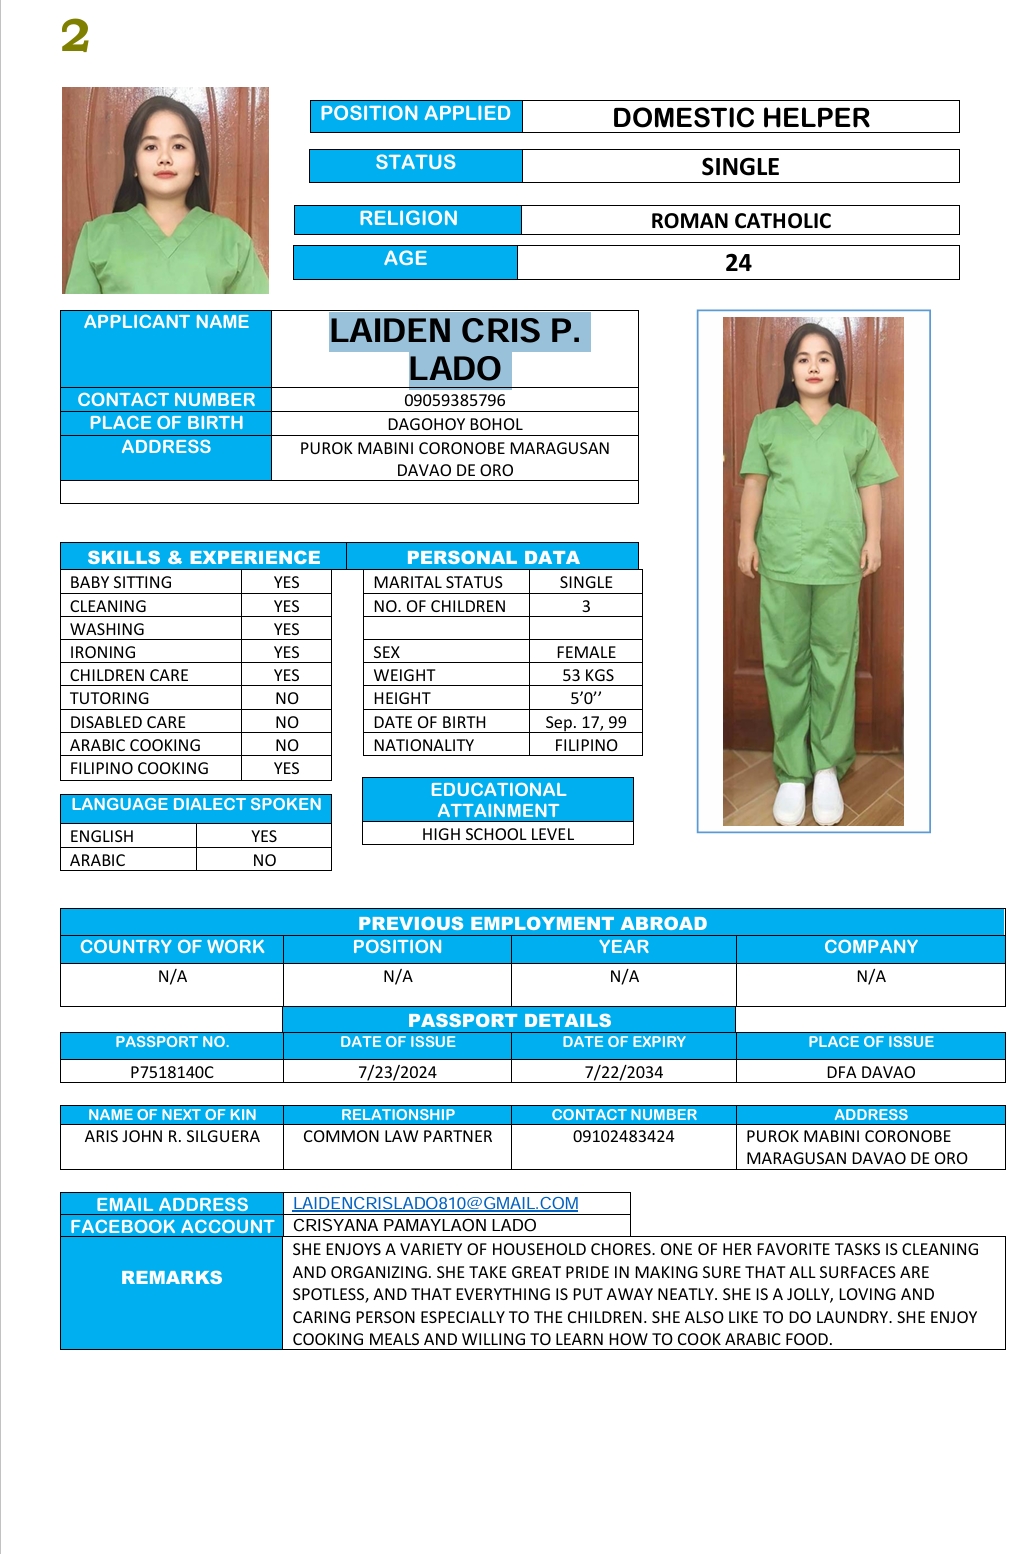 2
POSITION APPLIED DOMESTIC HELPER
STATUS SINGLE
RELIGION ROMAN CATHOLIC
AGE 24
APPLICANT NAME LAIDEN CRIS P.
LADO
CONTACT NUMBER 09059385796
PLACE OF BIRTH DAGOHOY BOHOL
ADDRESS PUROK MABINI CORONOBE MARAGUSAN
DAVAO DE ORO
SKILLS & EXPERIENCE PERSONAL DATA
BABY SITTING YES MARITAL STATUS SINGLE
CLEANING YES NO. OF CHILDREN 3
WASHING YES
IRONING YES SEX FEMALE
CHILDREN CARE YES WEIGHT 53 KGS
TUTORING NO HEIGHT 5’0’’
DISABLED CARE NO DATE OF BIRTH Sep. 17, 99
ARABIC COOKING NO NATIONALITY FILIPINO
FILIPINO COOKING YES
EDUCATIONAL
ATTAINMENT
HIGH SCHOOL LEVEL
LANGUAGE DIALECT SPOKEN
ENGLISH YES
ARABIC NO
PREVIOUS EMPLOYMENT ABROAD
COUNTRY OF WORK POSITION YEAR COMPANY
N/A N/A N/A N/A
PASSPORT DETAILS
PASSPORT NO. DATE OF ISSUE DATE OF EXPIRY PLACE OF ISSUE
P7518140C 7/23/2024 7/22/2034 DFA DAVAO
NAME OF NEXT OF KIN RELATIONSHIP CONTACT NUMBER ADDRESS
ARIS JOHN R. SILGUERA COMMON LAW PARTNER 09102483424 PUROK MABINI CORONOBE
MARAGUSAN DAVAO DE ORO
EMAIL ADDRESS LAIDENCRISLADO810@GMAIL.COM
FACEBOOK ACCOUNT CRISYANA PAMAYLAON LADO
REMARKS
SHE ENJOYS A VARIETY OF HOUSEHOLD CHORES. ONE OF HER FAVORITE TASKS IS CLEANING
AND ORGANIZING. SHE TAKE GREAT PRIDE IN MAKING SURE THAT ALL SURFACES ARE
SPOTLESS, AND THAT EVERYTHING IS PUT AWAY NEATLY. SHE IS A JOLLY, LOVING AND
CARING PERSON ESPECIALLY TO THE CHILDREN. SHE ALSO LIKE TO DO LAUNDRY. SHE ENJOY
COOKING MEALS AND WILLING TO LEARN HOW TO COOK ARABIC FOOD.